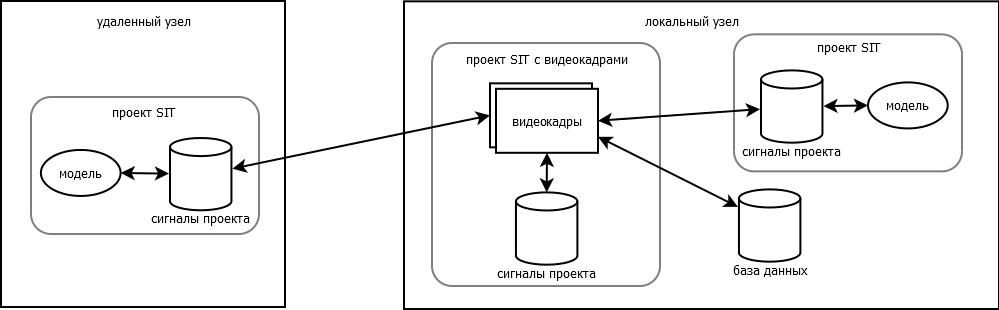 удаленный узел
проект SIT
модель
сигналы проекта
локальный узел
проект SIT с видеокадрами
видеокадры
сигналы проекта
проект SIT
модель
сигналы проекта
база данных